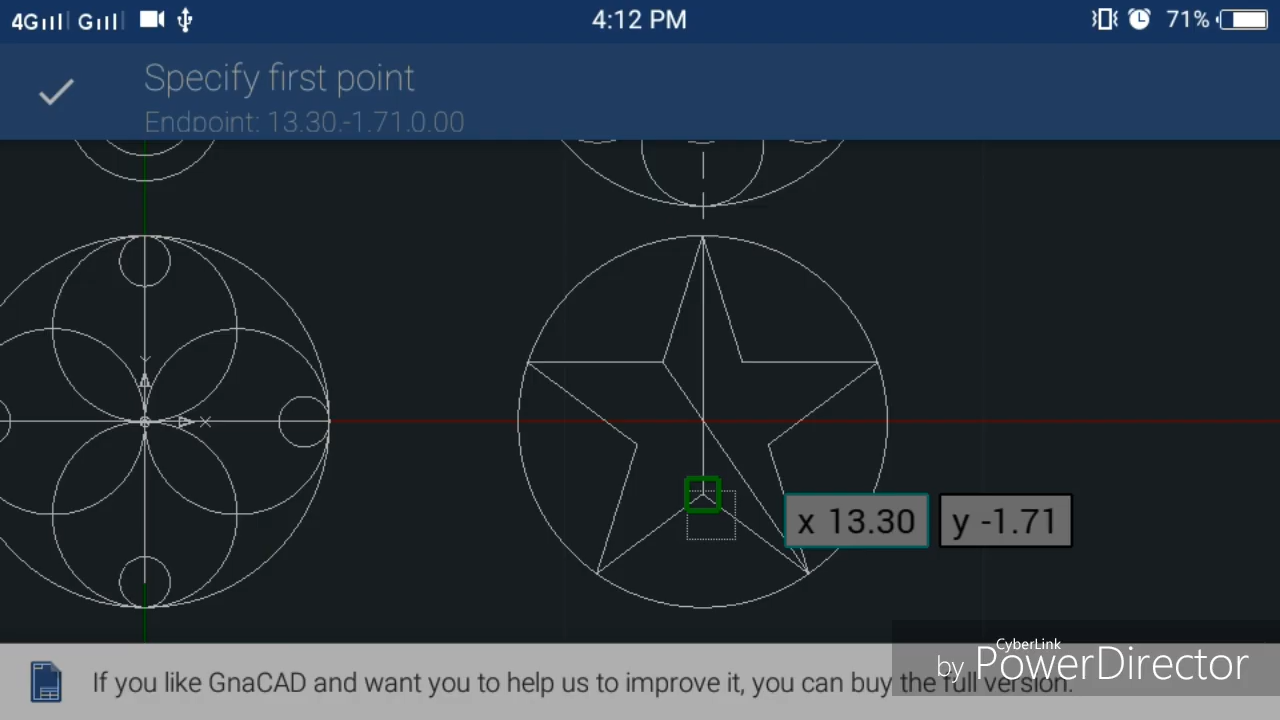 4G G 4:12 PM 71%
Specify first point
Endpoint: 13.30,-1.71,0.00
Y
X
x 13.30 y -1.71
If you like GnaCAD and want you to help us to improve it, you can buy the full version.
CyberLink
by PowerDirector